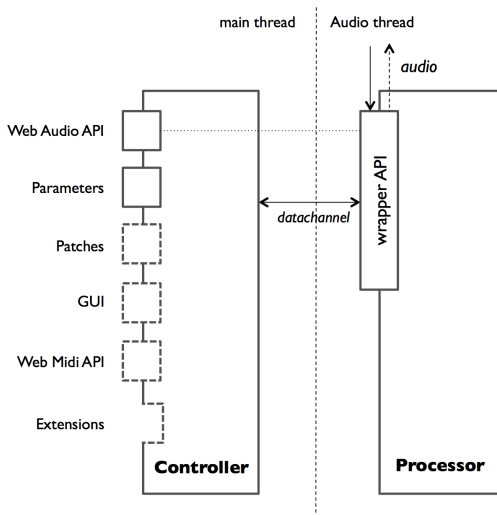 main thread
Audio thread
audio
Web Audio API
Parameters
Patches
GUI
Web Midi API
Extensions
datachannel
wrapper API
Controller
Processor